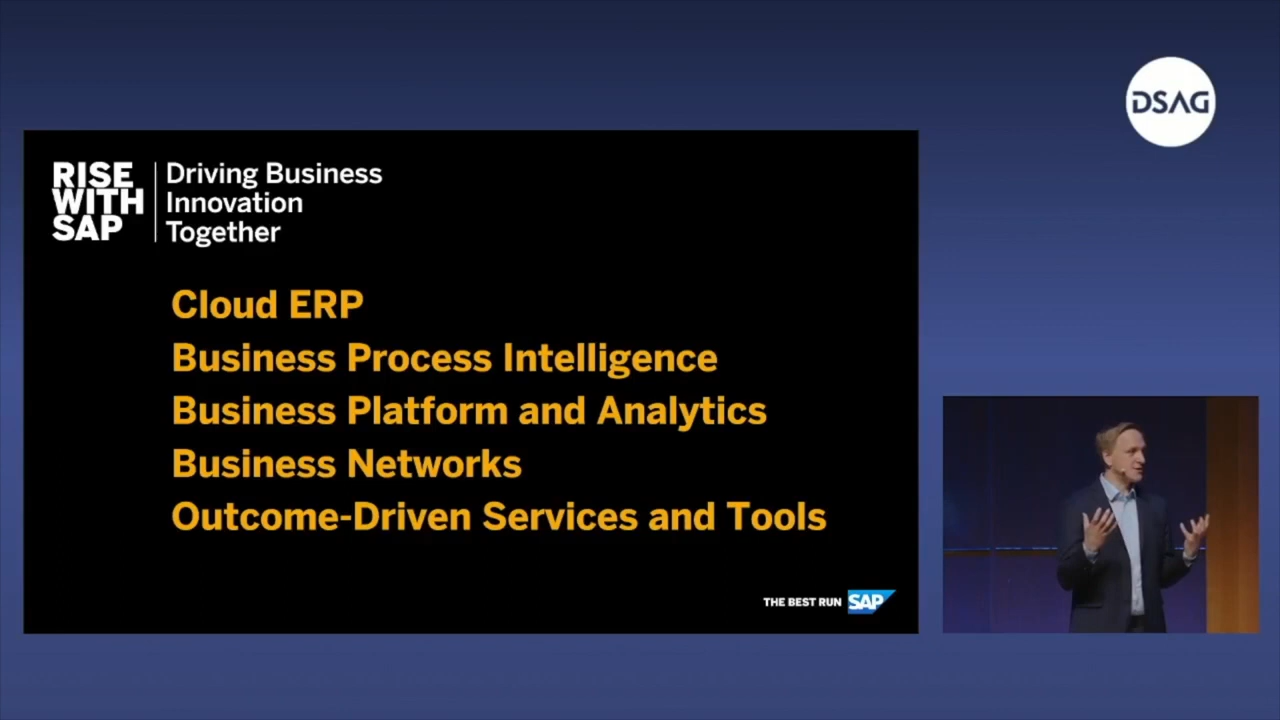 DSAG
RISE
WITH
SAP
Driving Business
Innovation
Together
Cloud ERP
Business Process Intelligence
Business Platform and Analytics
Business Networks
Outcome-Driven Services and Tools
THE BEST RUN SAP